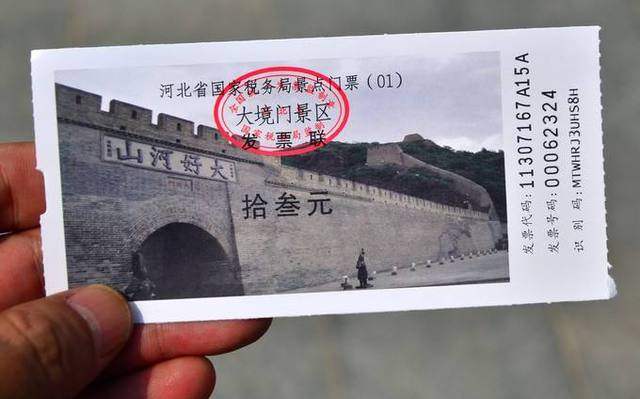 河北省国家税务局景点门票（01）
大境门景区
发票联
山河好大
拾叁元
发票代码：11307167A15A
发票号码：00062324
识别码：MTWHRJ3UHS8H